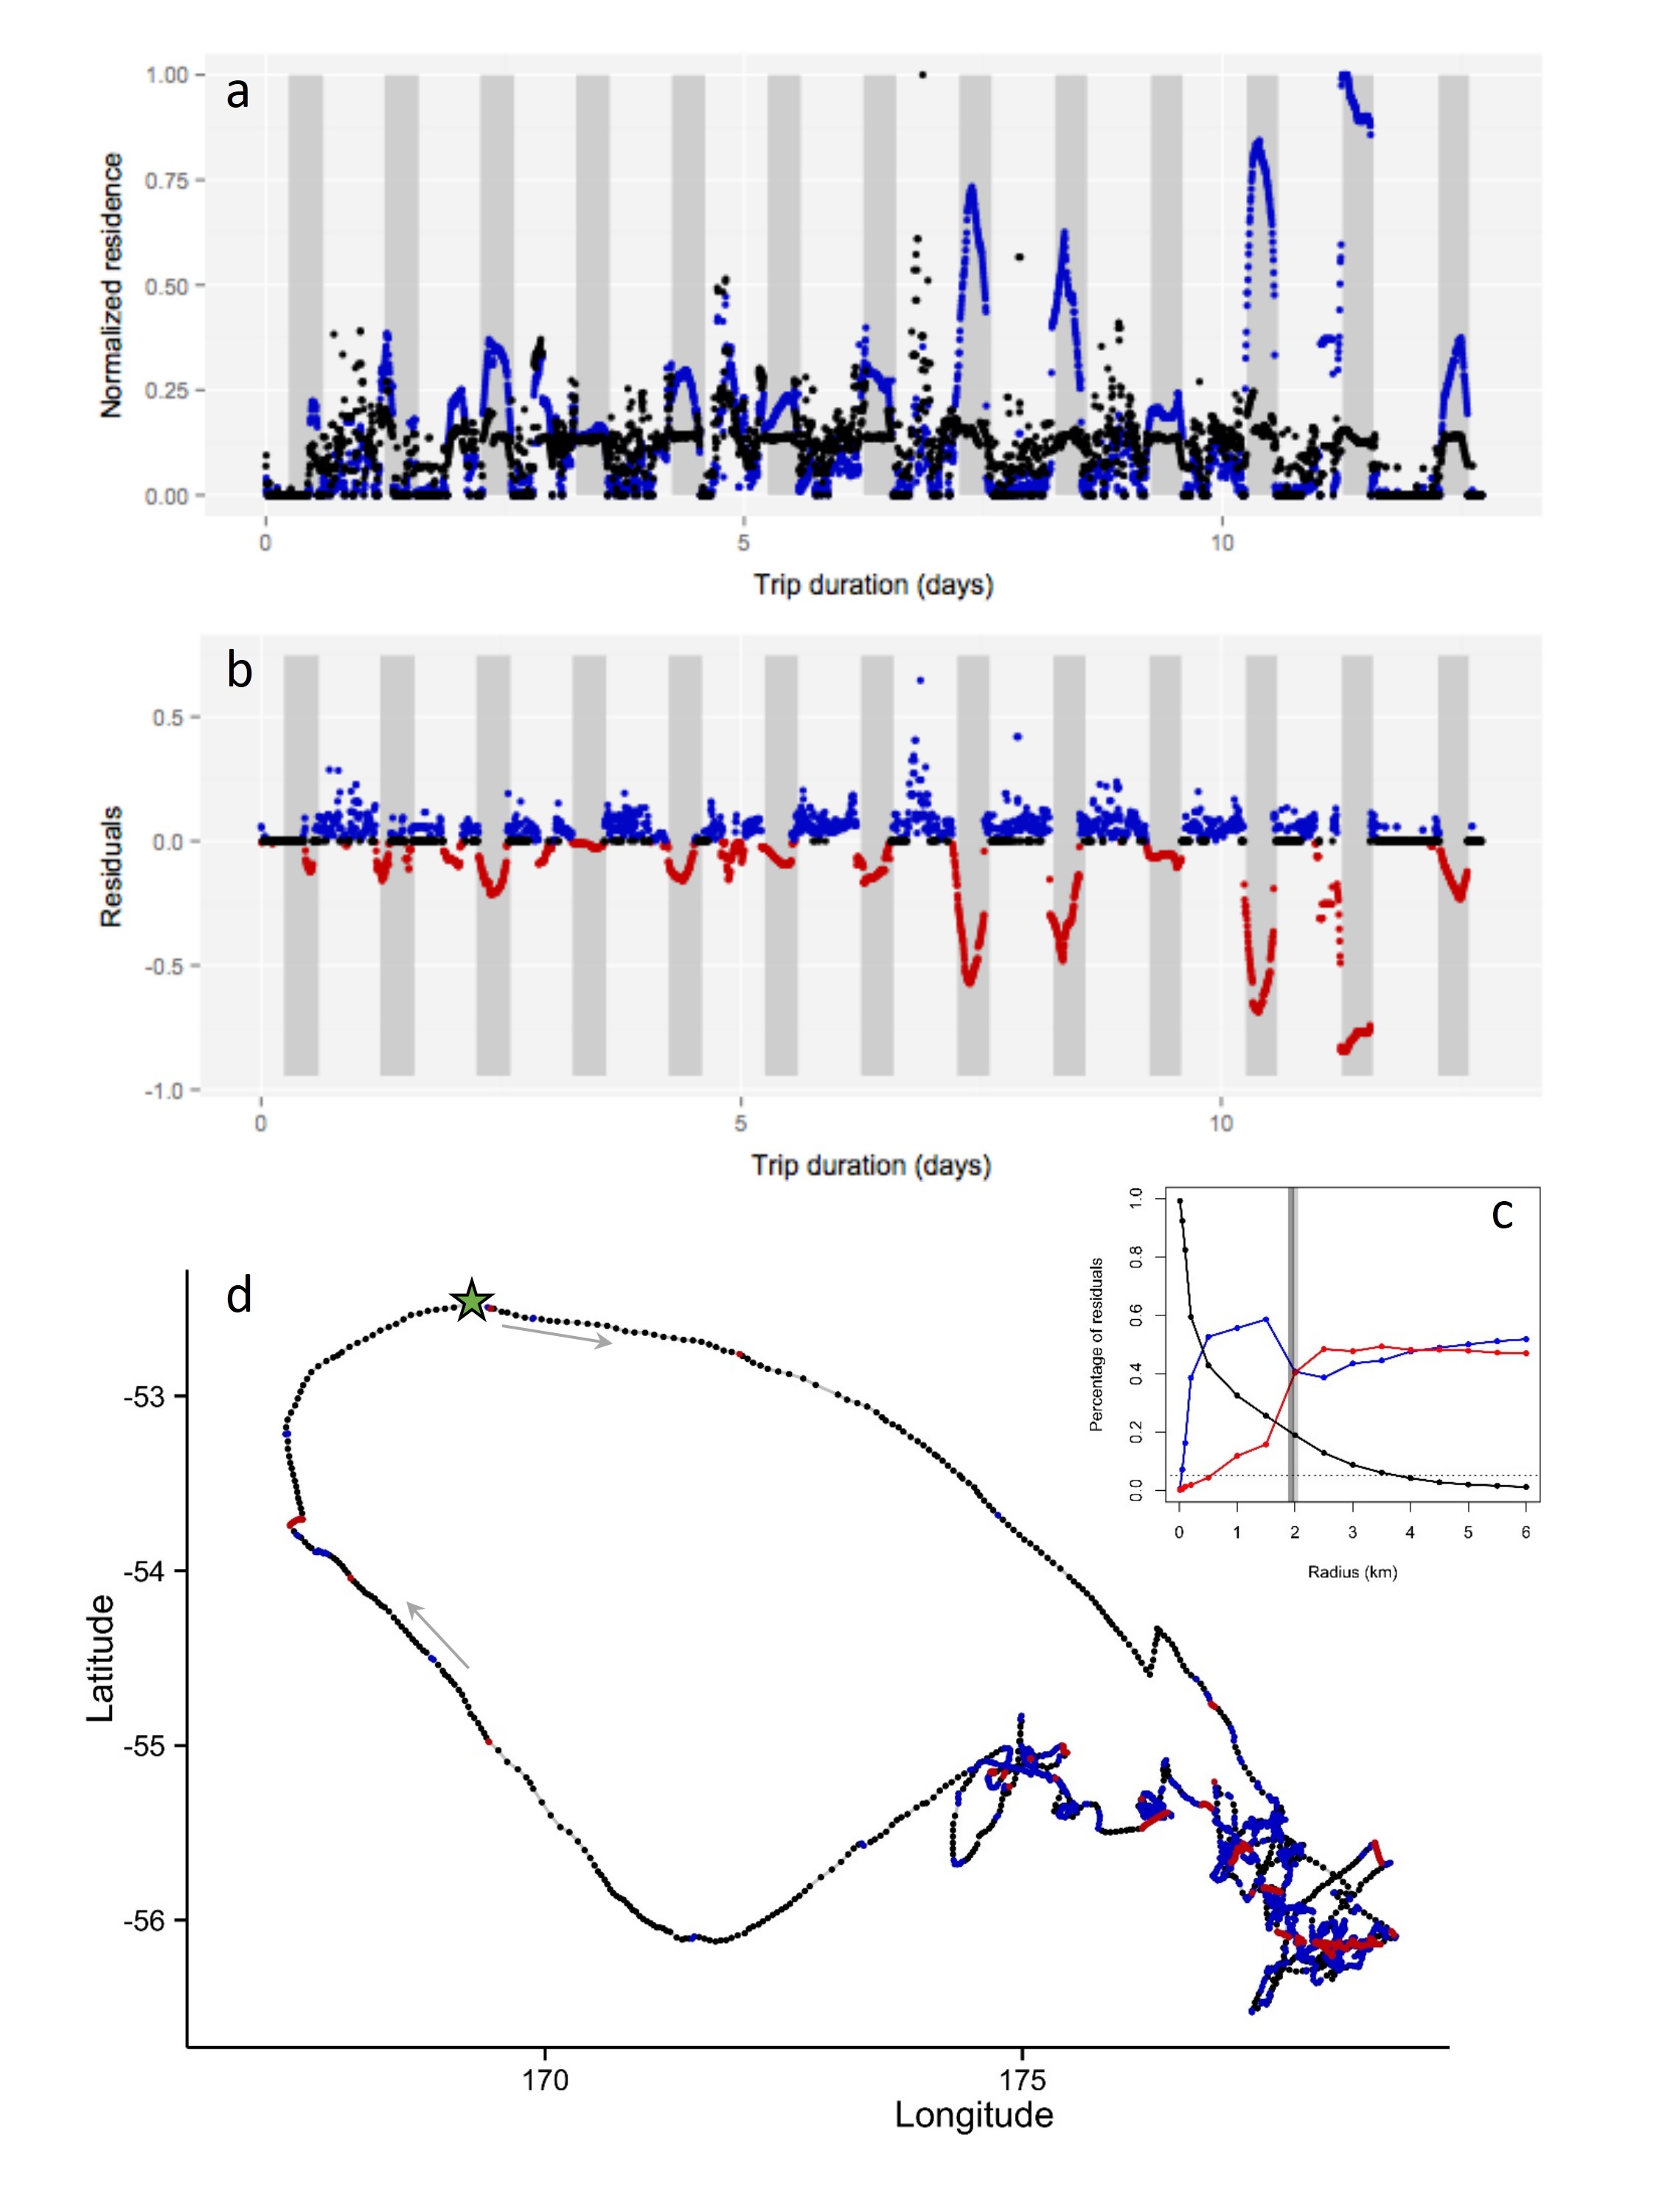 a
1.00
0.75
0.50
0.25
0.00
Normalized residence
0 5 10
Trip duration (days)
b
0.5
0.0
-0.5
-1.0
Residuals
0 5 10
Trip duration (days)
c
1.0
0.8
0.6
0.4
0.2
0.0
Percentage of residuals
0 1 2 3 4 5 6
Radius (km)
d
-53
-54
-55
-56
Latitude
170 175
Longitude